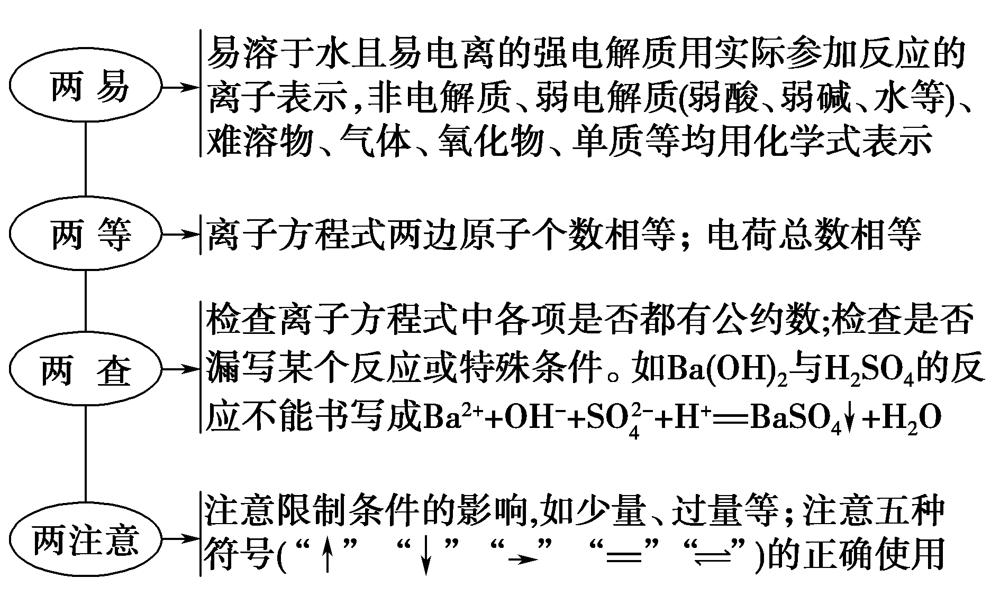 两易
易溶于水且易电离的强电解质用实际参加反应的
离子表示,非电解质、弱电解质(弱酸、弱碱、水等)、
难溶物、气体、氧化物、单质等均用化学式表示
两等
离子方程式两边原子个数相等；电荷总数相等
两查
检查离子方程式中各项是否都有公约数;检查是否
漏写某个反应或特殊条件。如Ba(OH)₂与H₂SO₄的反
应不能书写成Ba²⁺+OH⁻+SO₄²⁻+H⁺══BaSO₄↓+H₂O
两注意
注意限制条件的影响,如少量、过量等；注意五种
符号(“↑” “↓” “→” “══” “⇌”)的正确使用